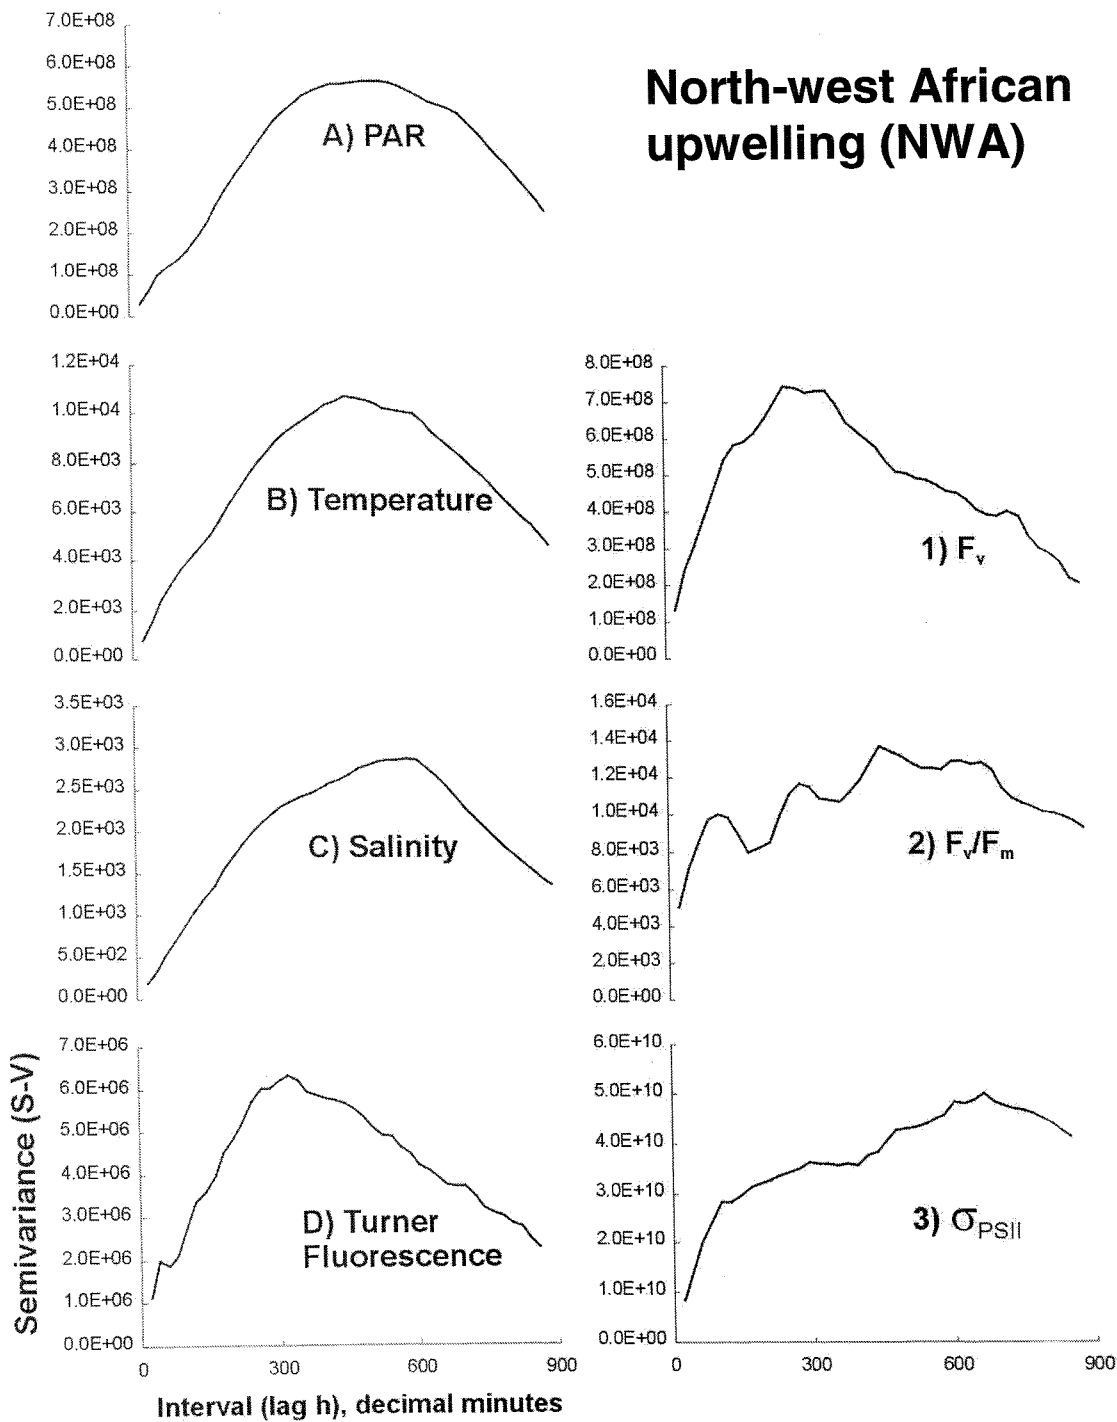 North-west African
upwelling (NWA)
7.0E+08
6.0E+08
5.0E+08
4.0E+08
3.0E+08
2.0E+08
1.0E+08
0.0E+00
A) PAR
1.2E+04
1.0E+04
8.0E+03
6.0E+03
4.0E+03
2.0E+03
0.0E+00
B) Temperature
8.0E+08
7.0E+08
6.0E+08
5.0E+08
4.0E+08
3.0E+08
2.0E+08
1.0E+08
0.0E+00
1) Fv
3.5E+03
3.0E+03
2.5E+03
2.0E+03
1.5E+03
1.0E+03
5.0E+02
0.0E+00
C) Salinity
1.6E+04
1.4E+04
1.2E+04
1.0E+04
8.0E+03
6.0E+03
4.0E+03
2.0E+03
0.0E+00
2) Fv/Fm
Semivariance (S-V)
7.0E+06
6.0E+06
5.0E+06
4.0E+06
3.0E+06
2.0E+06
1.0E+06
0.0E+00
D) Turner
Fluorescence
0 300 600 900
Interval (lag h), decimal minutes
6.0E+10
5.0E+10
4.0E+10
3.0E+10
2.0E+10
1.0E+10
0.0E+00
3) σPSII
0 300 600 900